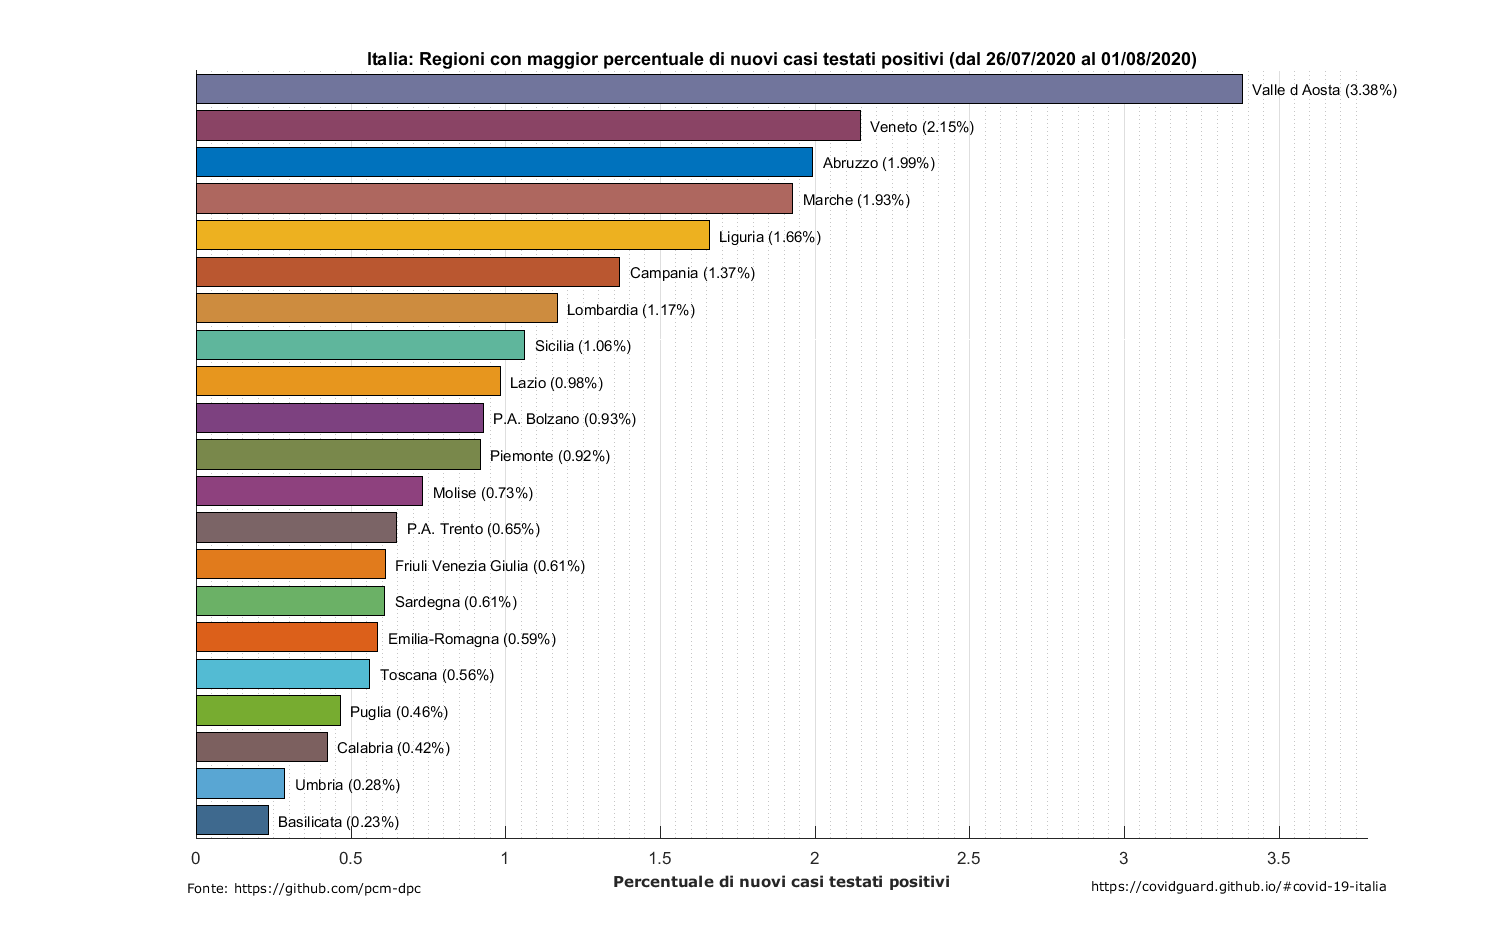 Italia: Regioni con maggior percentuale di nuovi casi testati positivi (dal 26/07/2020 al 01/08/2020)
Valle d Aosta (3.38%)
Veneto (2.15%)
Abruzzo (1.99%)
Marche (1.93%)
Liguria (1.66%)
Campania (1.37%)
Lombardia (1.17%)
Sicilia (1.06%)
Lazio (0.98%)
P.A. Bolzano (0.93%)
Piemonte (0.92%)
Molise (0.73%)
P.A. Trento (0.65%)
Friuli Venezia Giulia (0.61%)
Sardegna (0.61%)
Emilia-Romagna (0.59%)
Toscana (0.56%)
Puglia (0.46%)
Calabria (0.42%)
Umbria (0.28%)
Basilicata (0.23%)
0 0.5 1 1.5 2 2.5 3 3.5
Percentuale di nuovi casi testati positivi
Fonte: https://github.com/pcm-dpc
https://covidguard.github.io/#covid-19-italia